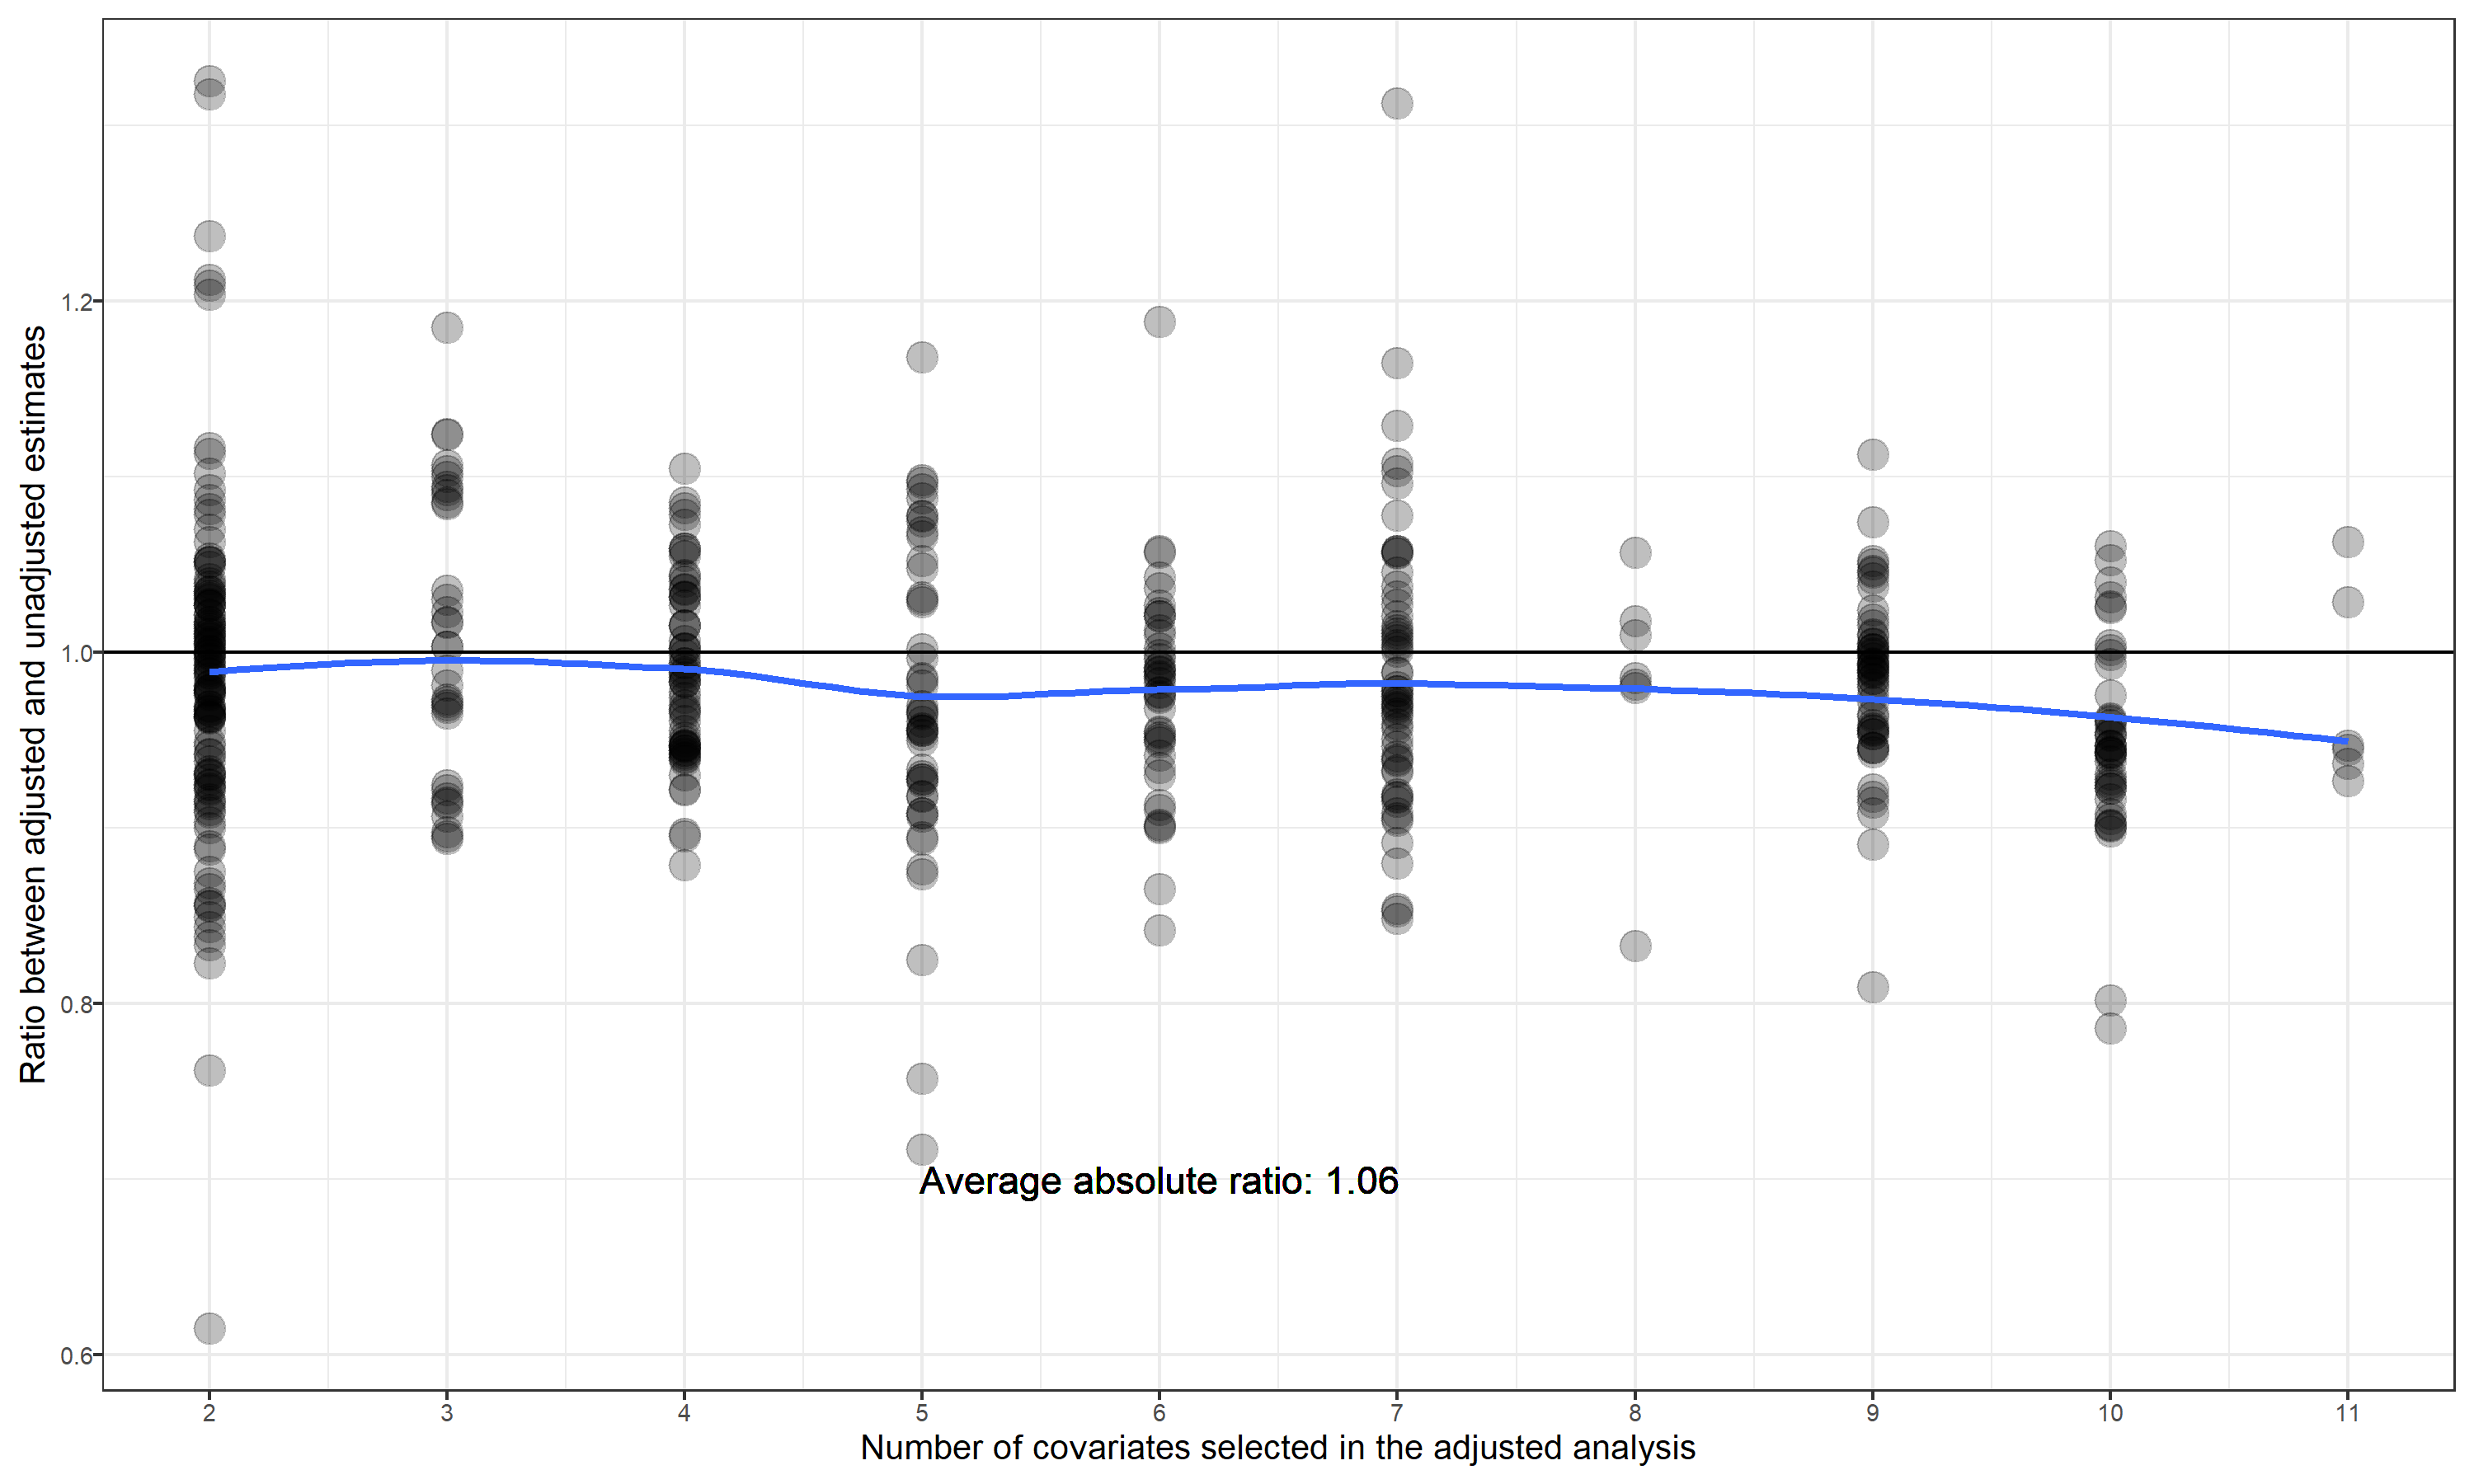 Ratio between adjusted and unadjusted estimates
1.2
1.0
0.8
0.6
Average absolute ratio: 1.06
2 3 4 5 6 7 8 9 10 11
Number of covariates selected in the adjusted analysis